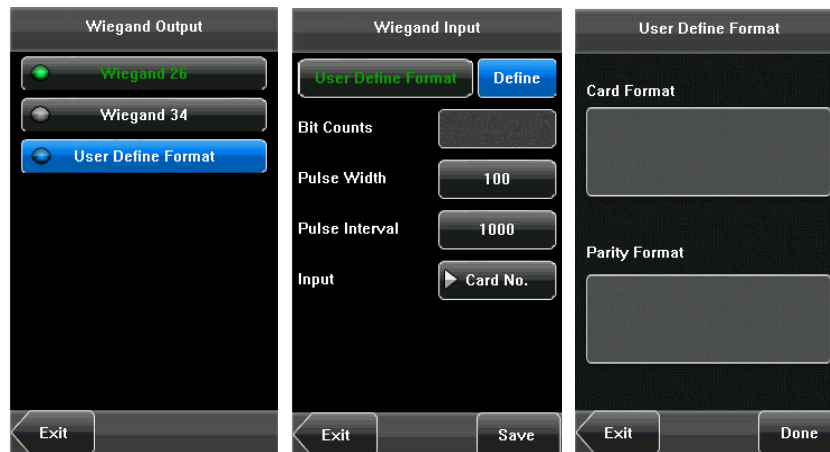 Wiegand Output
Wiegand 26
Wiegand 34
User Define Format
Exit
Wiegand Input
User Define Format Define
Bit Counts
Pulse Width 100
Pulse Interval 1000
Input Card No.
Exit Save
User Define Format
Card Format
Parity Format
Exit Done